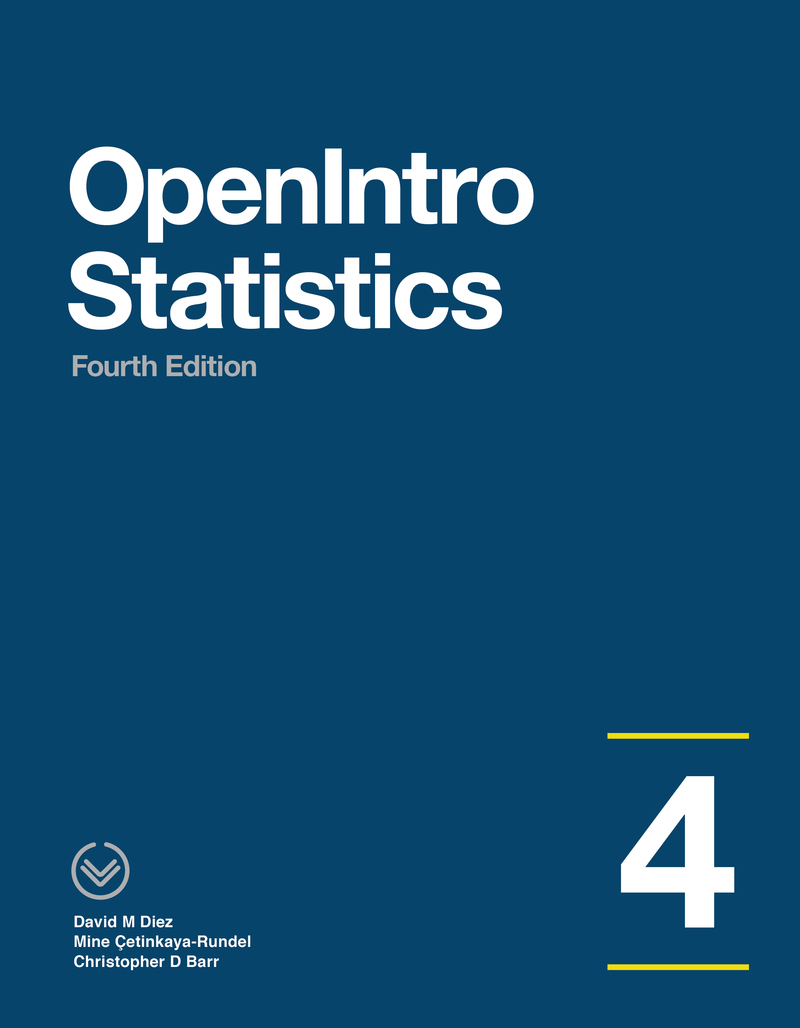 OpenIntro
Statistics
Fourth Edition
4
David M Diez
Mine Çetinkaya-Rundel
Christopher D Barr